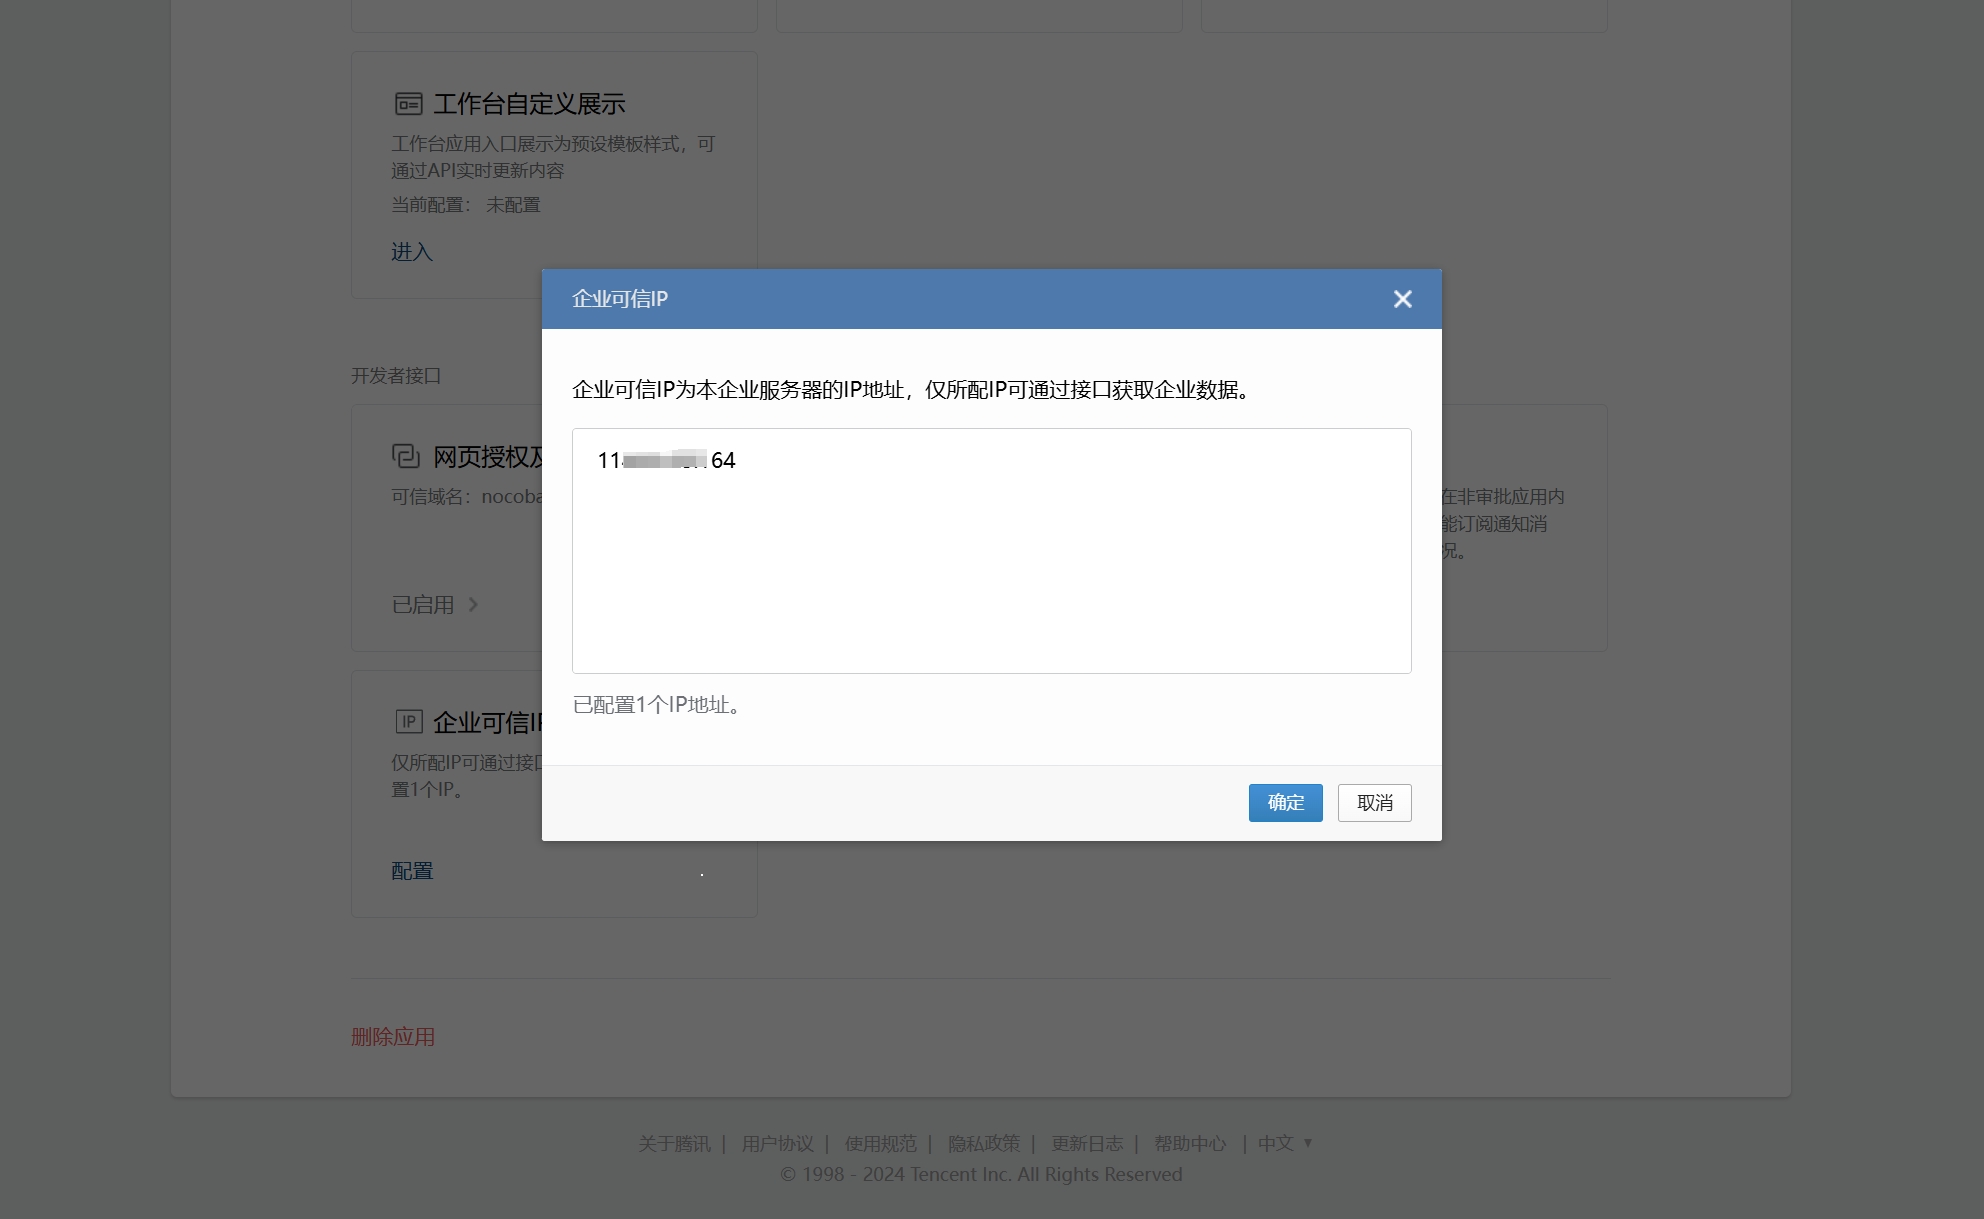 工作台自定义展示
工作台应用入口展示为预设模板样式，可
通过API实时更新内容
当前配置： 未配置
进入
企业可信IP
企业可信IP为本企业服务器的IP地址，仅所配IP可通过接口获取企业数据。
64
已配置1个IP地址。
确定 取消
开发者接口
网页授权及
可信域名：nocoba
已启用
在非审批应用内
能订阅通知消
况。
企业可信IP
仅所配IP可通过接口
置1个IP。
配置
删除应用
关于腾讯 | 用户协议 | 使用规范 | 隐私政策 | 更新日志 | 帮助中心 | 中文 ▼
© 1998 - 2024 Tencent Inc. All Rights Reserved